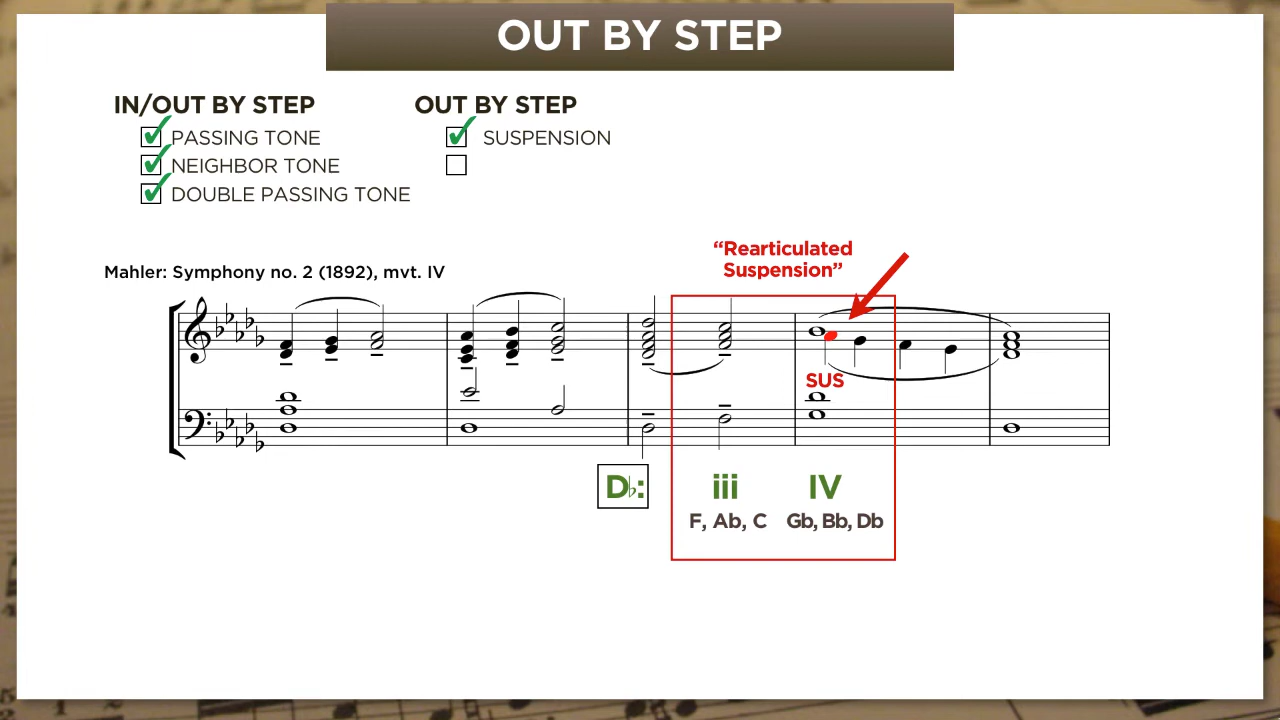 OUT BY STEP
IN/OUT BY STEP
PASSING TONE
NEIGHBOR TONE
DOUBLE PASSING TONE
OUT BY STEP
SUSPENSION
Mahler: Symphony no. 2 (1892), mvt. IV
“Rearticulated
Suspension”
SUS
D♭: iii IV
F, Ab, C Gb, Bb, Db